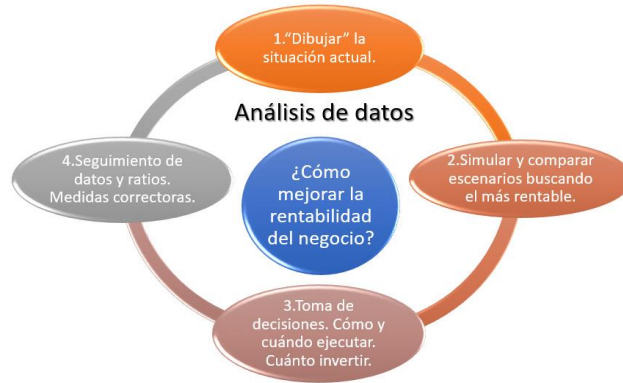 1.“Dibujar” la
situación actual.
Análisis de datos
¿Cómo
mejorar la
rentabilidad
del negocio?
2.Simular y comparar
escenarios buscando
el más rentable.
3.Toma de
decisiones. Cómo y
cuándo ejecutar.
Cuánto invertir.
4.Seguimiento de
datos y ratios.
Medidas correctoras.